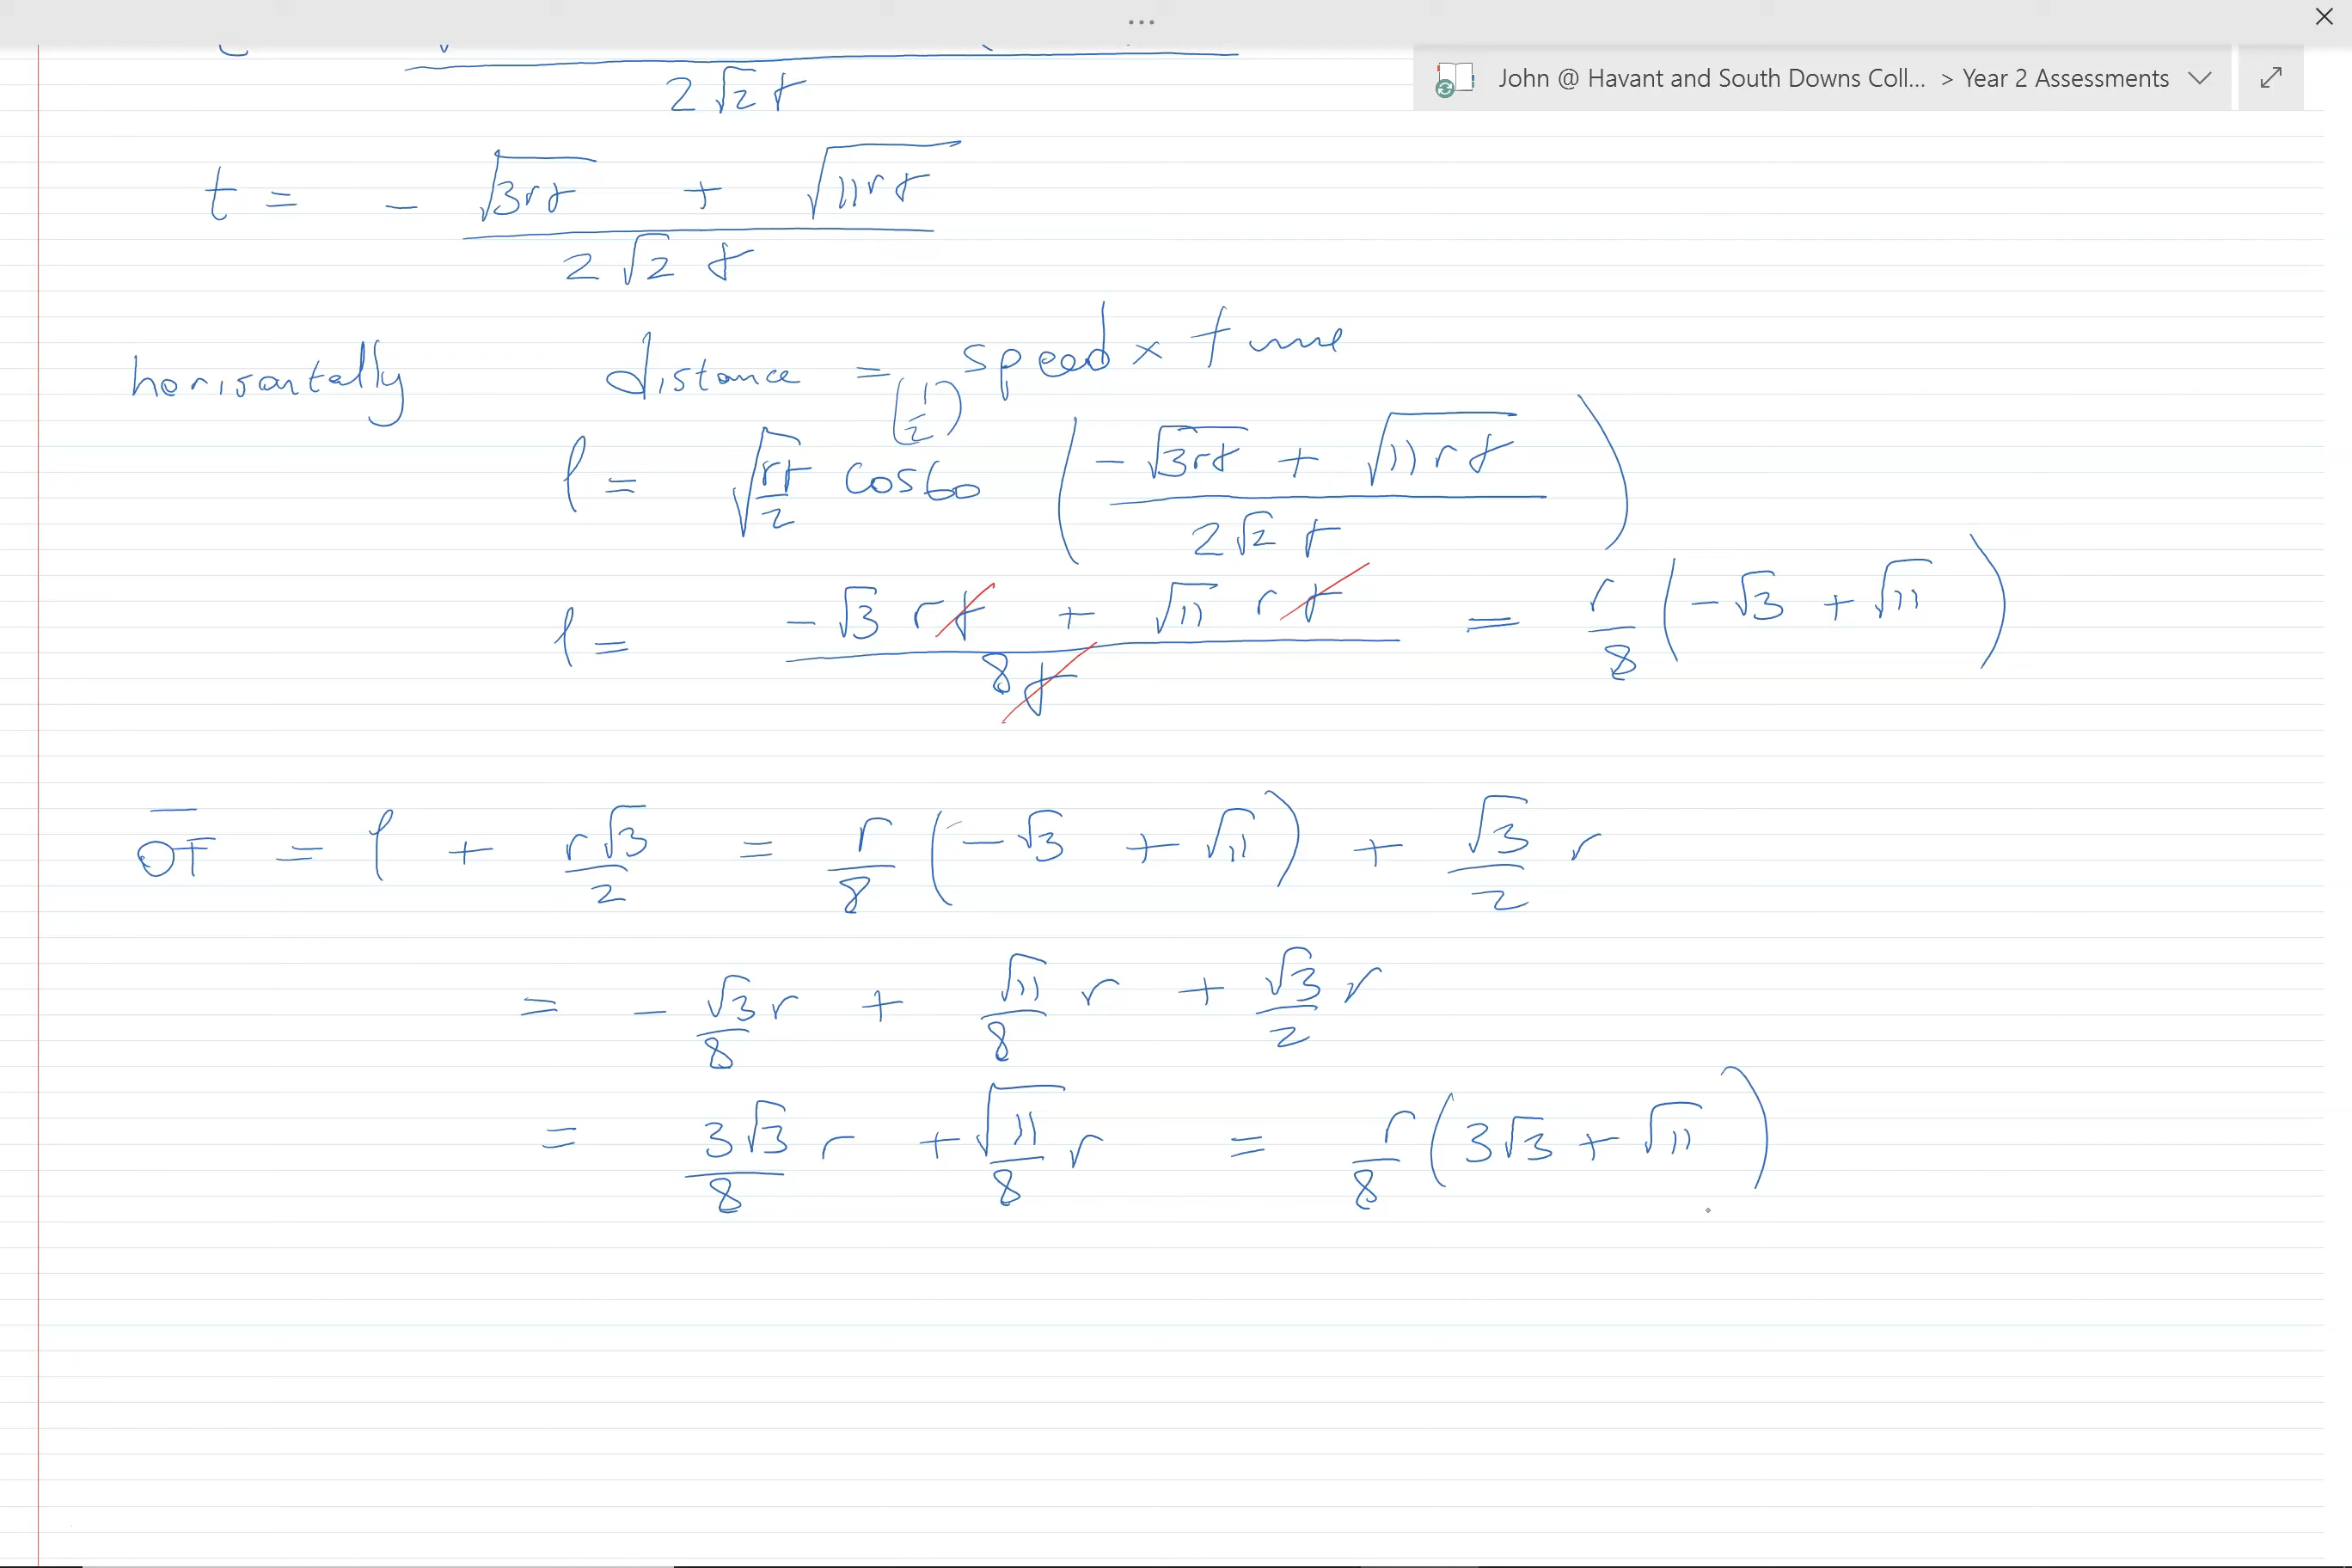 ...
John @ Havant and South Downs Coll... > Year 2 Assessments
2√2 g
t = - √3rg + √11rg / 2√2 g
horizontally distance = speed × time
l = √(rg/2) cos60 (1/2) ( (-√3rg + √11rg) / 2√2 g )
l = (-√3 rg + √11 rg) / 8g = r/8 (-√3 + √11)
OT = l + r√3/2 = r/8 (-√3 + √11) + √3/2 r
= - √3/8 r + √11/8 r + √3/2 r
= 3√3/8 r + √11/8 r = r/8 (3√3 + √11)